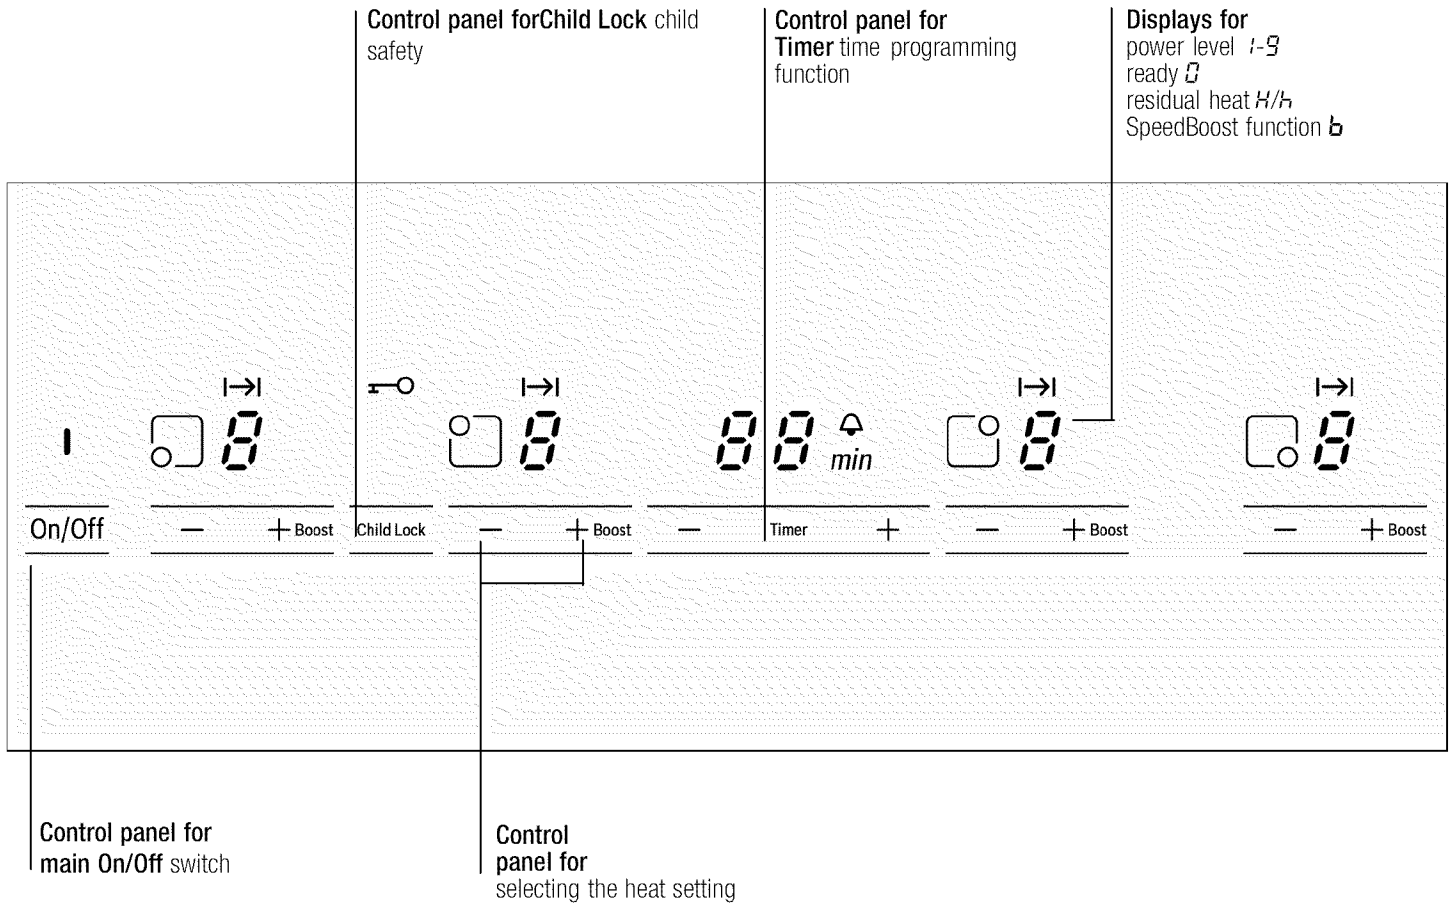 Control panel forChild Lock child
safety
Control panel for
Timer time programming
function
Displays for
power level 1-9
ready 0
residual heat H/h
SpeedBoost function b
8
8
88
min
8
8
On/Off
− + Boost
Child Lock
− + Boost
− Timer +
− + Boost
− + Boost
Control panel for
main On/Off switch
Control
panel for
selecting the heat setting